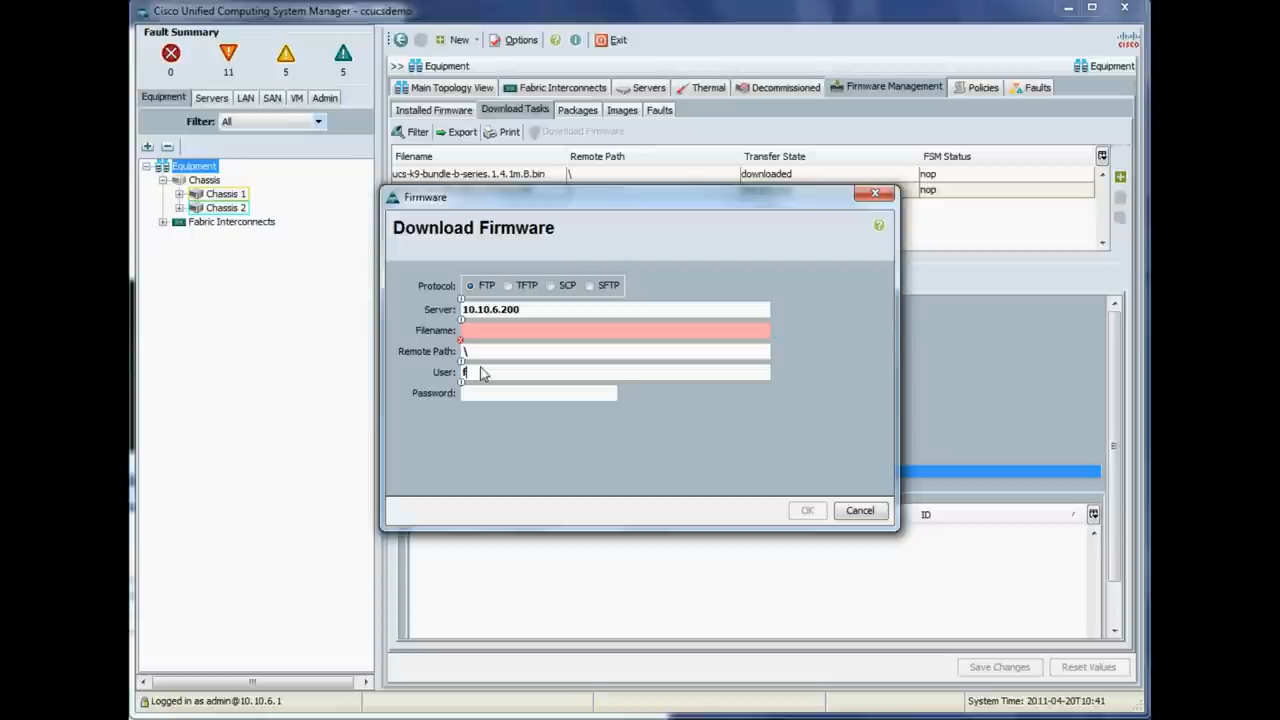 Cisco Unified Computing System Manager - ccucsdemo
Fault Summary
0 11 5 5
New Options Exit
CISCO
>> Equipment Equipment
Equipment Servers LAN SAN VM Admin
Main Topology View Fabric Interconnects Servers Thermal Decommissioned Firmware Management Policies Faults
Installed Firmware Download Tasks Packages Images Faults
Filter: All
Filter Export Print Download Firmware
Filename Remote Path Transfer State FSM Status
ucs-k9-bundle-b-series.1.4.1m.B.bin \ downloaded nop
nop
Equipment
Chassis
Chassis 1
Chassis 2
Fabric Interconnects
Firmware
Download Firmware
Protocol: FTP TFTP SCP SFTP
Server: 10.10.6.200
Filename:
Remote Path: \
User: f
Password:
OK Cancel
ID
Save Changes Reset Values
Logged in as admin@10.10.6.1 System Time: 2011-04-20T10:41